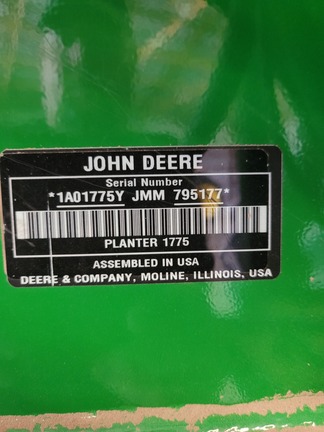 JOHN DEERE
Serial Number
*1A01775Y JMM 795177*
PLANTER 1775
ASSEMBLED IN USA
DEERE & COMPANY, MOLINE, ILLINOIS, USA